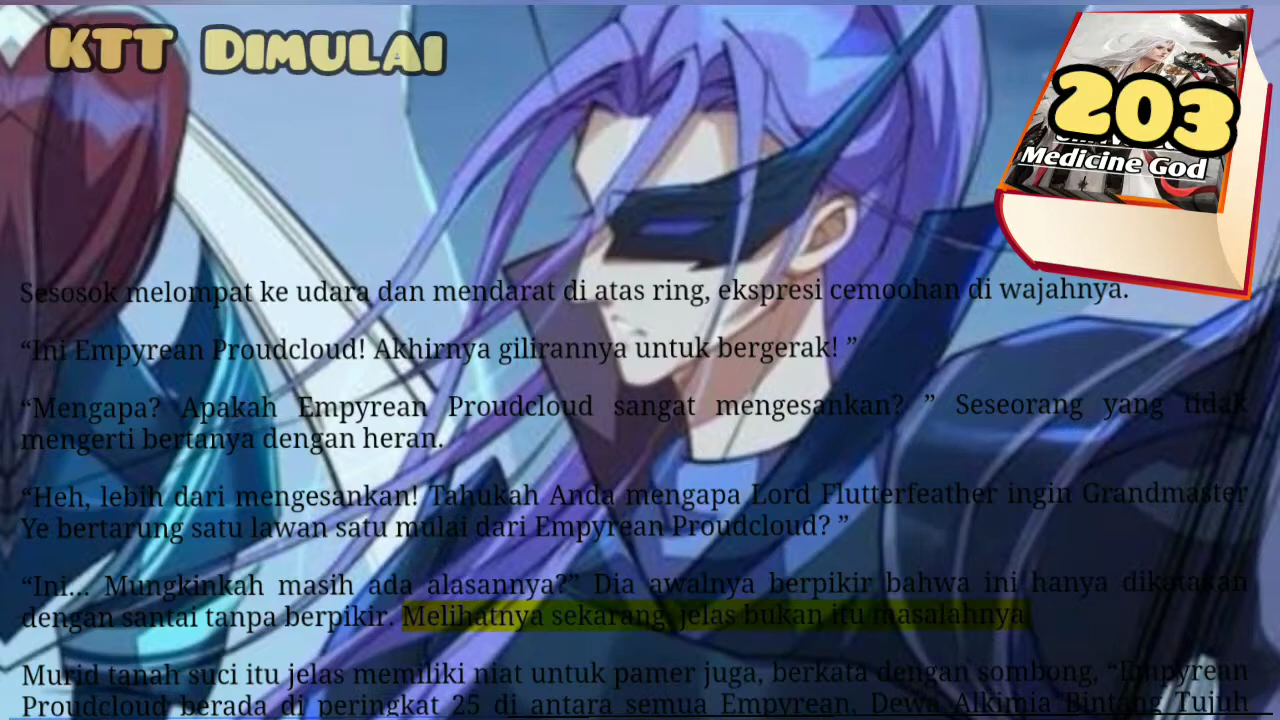 KTT DIMULAI
203
Medicine God
Sesosok melompat ke udara dan mendarat di atas ring, ekspresi cemoohan di wajahnya.
“Ini Empyrean Proudcloud! Akhirnya gilirannya untuk bergerak! ”
“Mengapa? Apakah Empyrean Proudcloud sangat mengesankan? ” Seseorang yang tidak
mengerti bertanya dengan heran.
“Heh, lebih dari mengesankan! Tahukah Anda mengapa Lord Flutterfeather ingin Grandmaster
Ye bertarung satu lawan satu mulai dari Empyrean Proudcloud? ”
“Ini... Mungkinkah masih ada alasannya?” Dia awalnya berpikir bahwa ini hanya dikatakan
dengan santai tanpa berpikir. Melihatnya sekarang, jelas bukan itu masalahnya.
Murid tanah suci itu jelas memiliki niat untuk pamer juga, berkata dengan sombong, “Empyrean
Proudcloud berada di peringkat 25 di antara semua Empyrean, Dewa Alkimia Bintang Tujuh